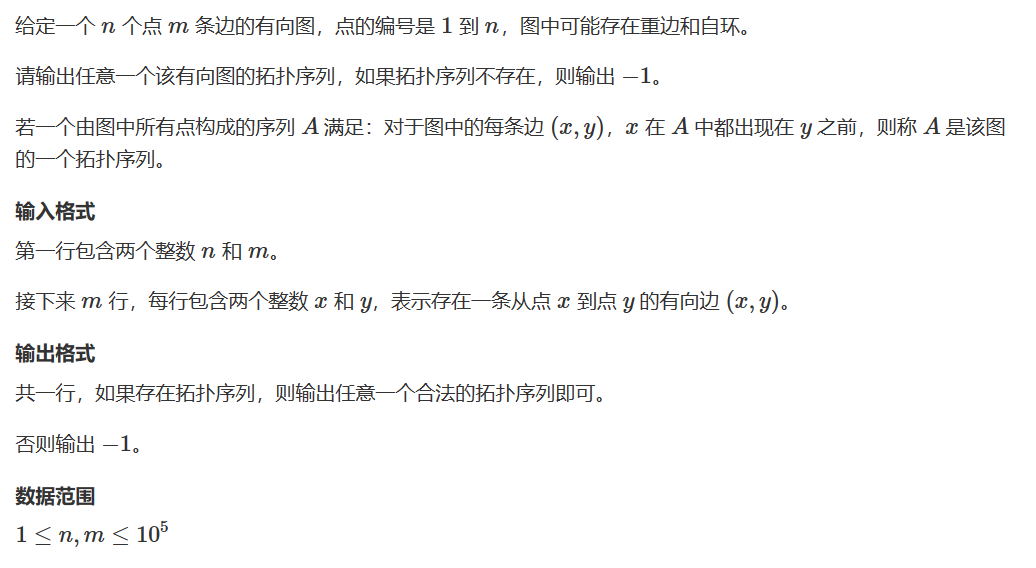 给定一个 n 个点 m 条边的有向图，点的编号是 1 到 n，图中可能存在重边和自环。
请输出任意一个该有向图的拓扑序列，如果拓扑序列不存在，则输出 −1。
若一个由图中所有点构成的序列 A 满足：对于图中的每条边 (x, y)，x 在 A 中都出现在 y 之前，则称 A 是该图
的一个拓扑序列。
输入格式
第一行包含两个整数 n 和 m。
接下来 m 行，每行包含两个整数 x 和 y，表示存在一条从点 x 到点 y 的有向边 (x, y)。
输出格式
共一行，如果存在拓扑序列，则输出任意一个合法的拓扑序列即可。
否则输出 −1。
数据范围
1 ≤ n, m ≤ 10⁵